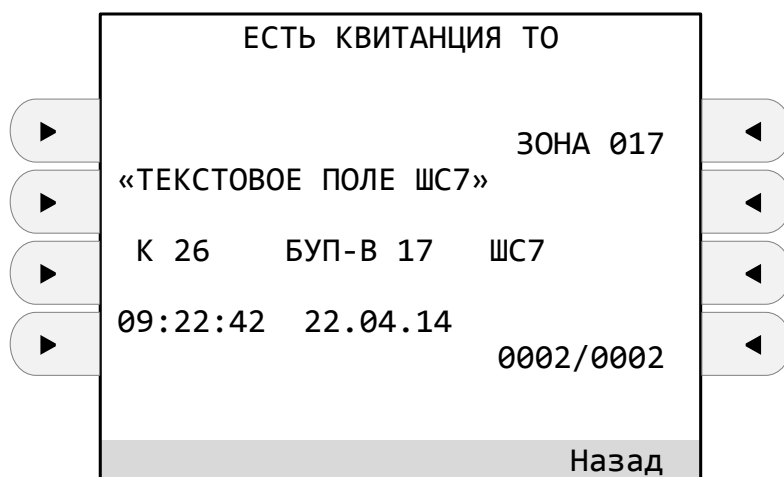 ЕСТЬ КВИТАНЦИЯ ТО
ЗОНА 017
«ТЕКСТОВОЕ ПОЛЕ ШС7»
К 26 БУП-В 17 ШС7
09:22:42 22.04.14
0002/0002
Назад